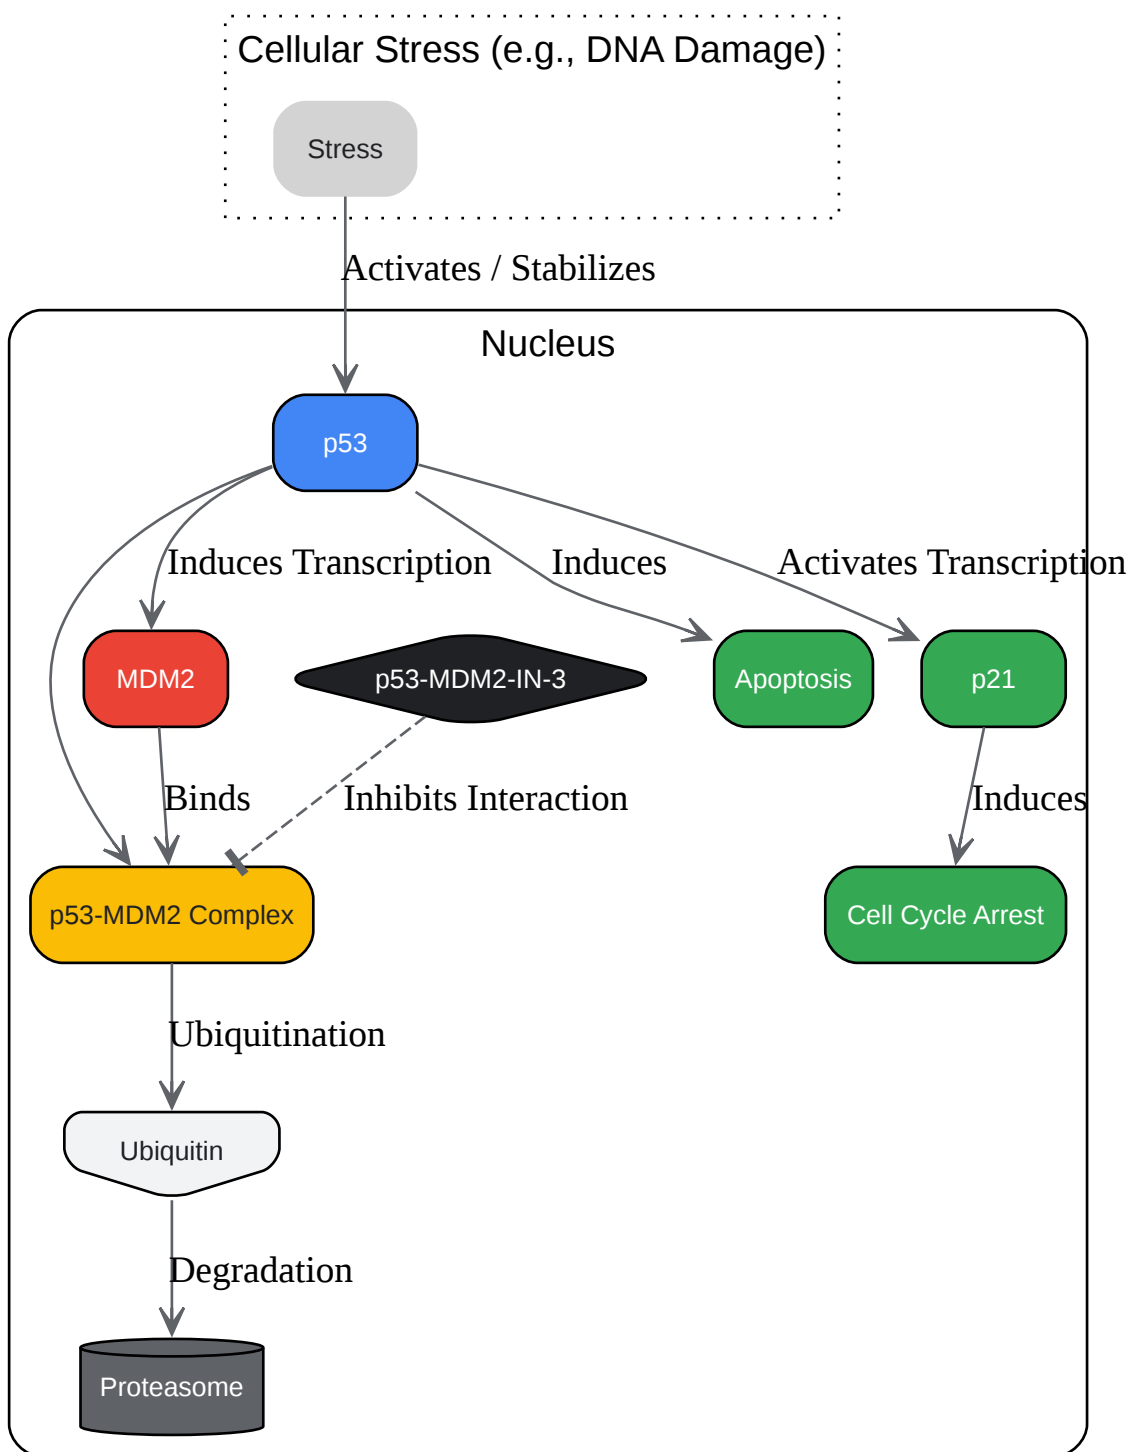 Cellular Stress (e.g., DNA Damage)
Stress
Activates / Stabilizes
Nucleus
p53
Induces Transcription
Induces
Activates Transcription
MDM2
p53-MDM2-IN-3
Apoptosis
p21
Binds
Inhibits Interaction
Induces
p53-MDM2 Complex
Cell Cycle Arrest
Ubiquitination
Ubiquitin
Degradation
Proteasome